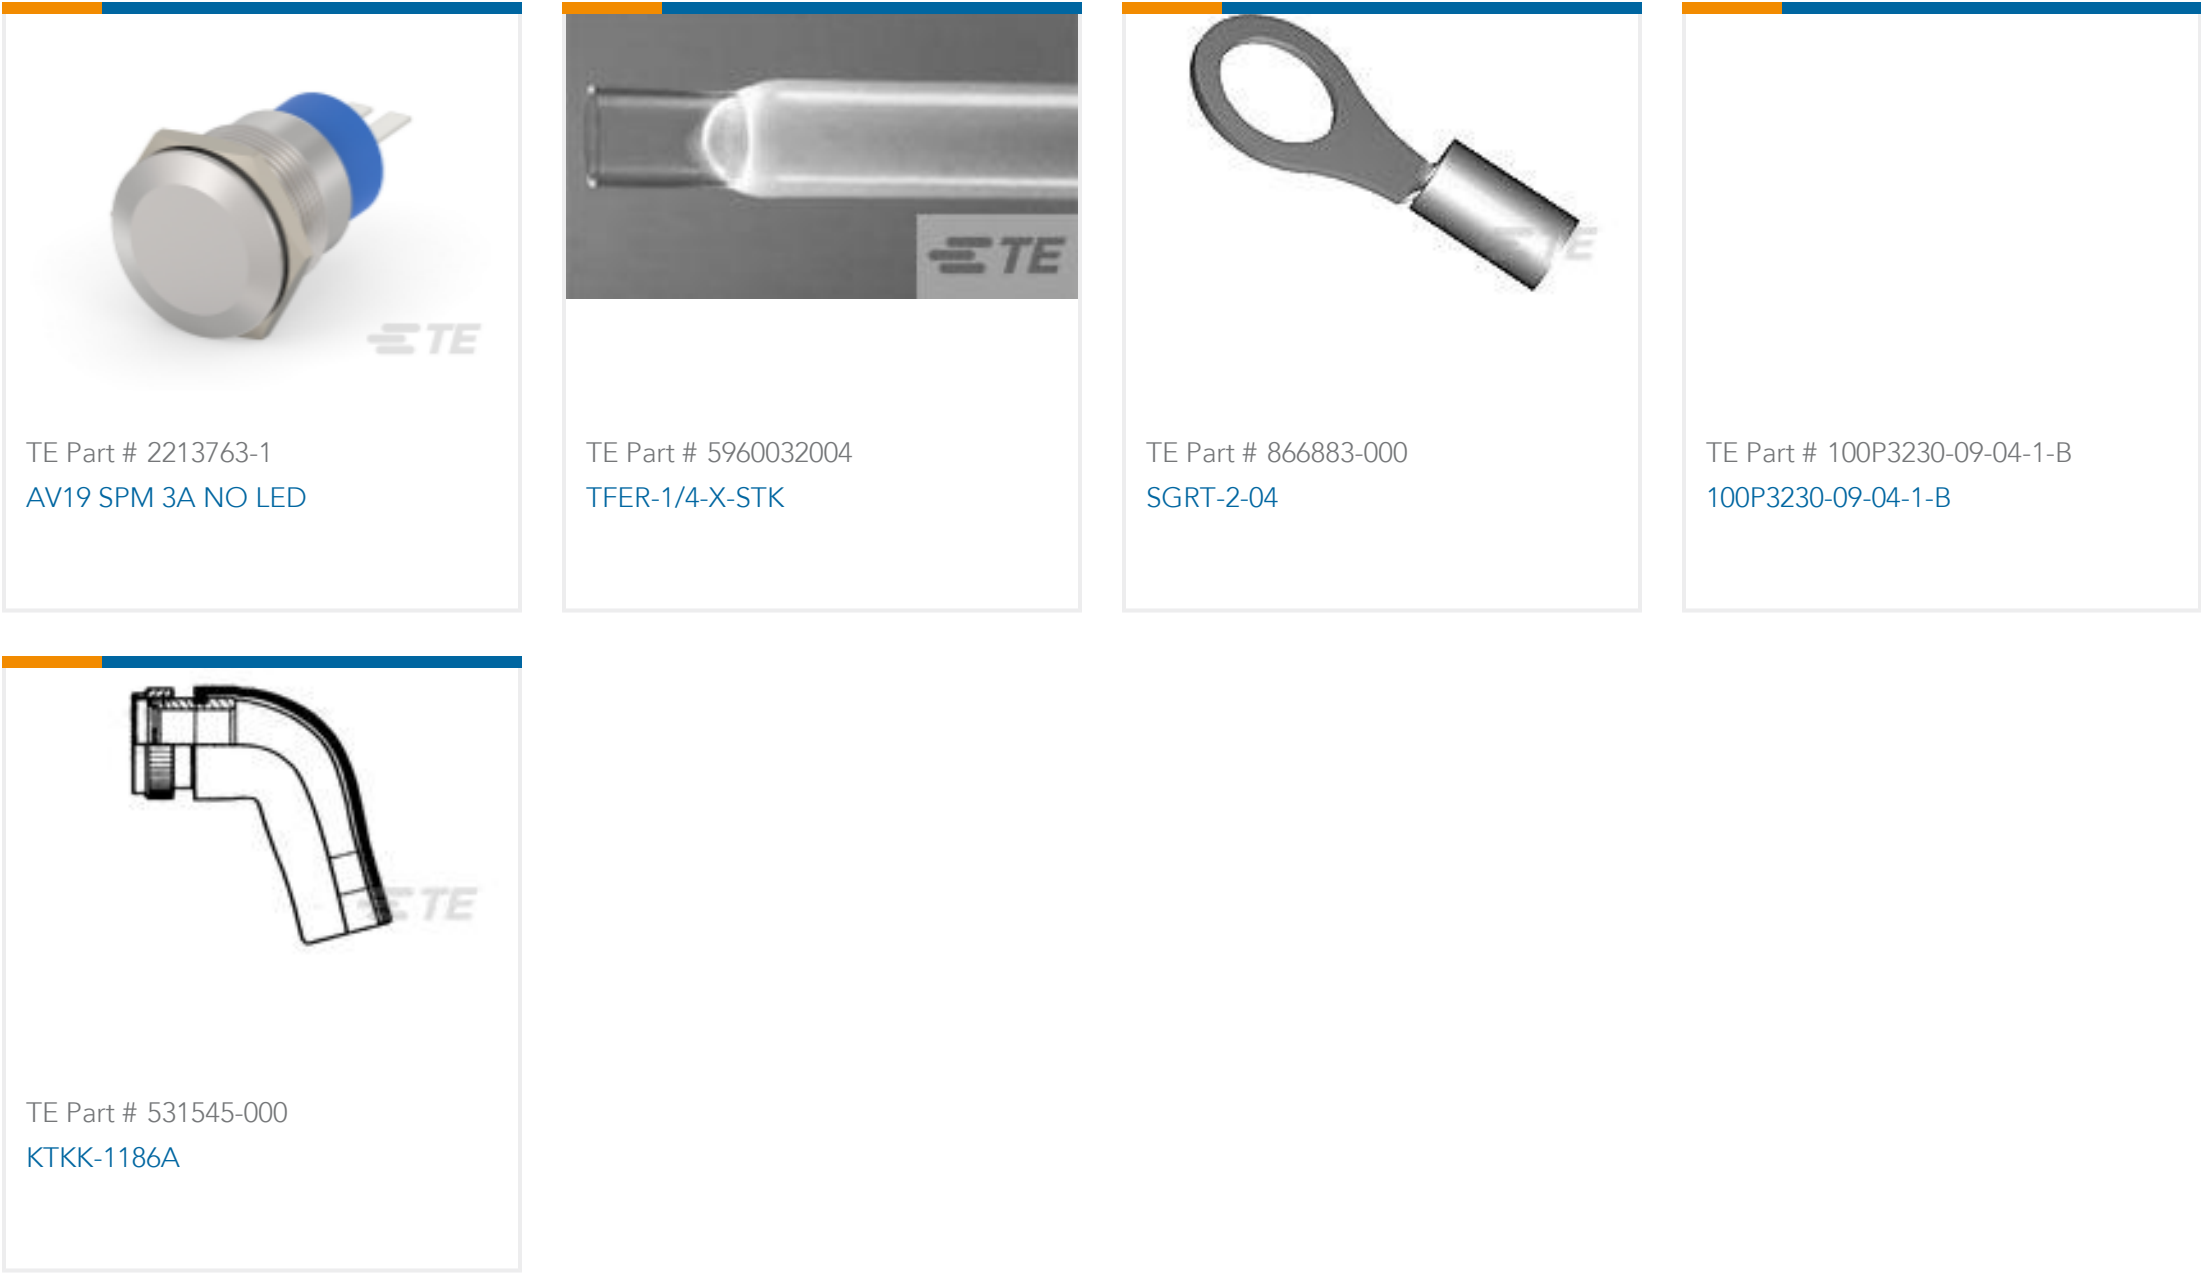 TE
TE
TE
TE Part # 2213763-1
AV19 SPM 3A NO LED
TE Part # 5960032004
TFER-1/4-X-STK
TE Part # 866883-000
SGRT-2-04
TE Part # 100P3230-09-04-1-B
100P3230-09-04-1-B
TE
TE Part # 531545-000
KTKK-1186A